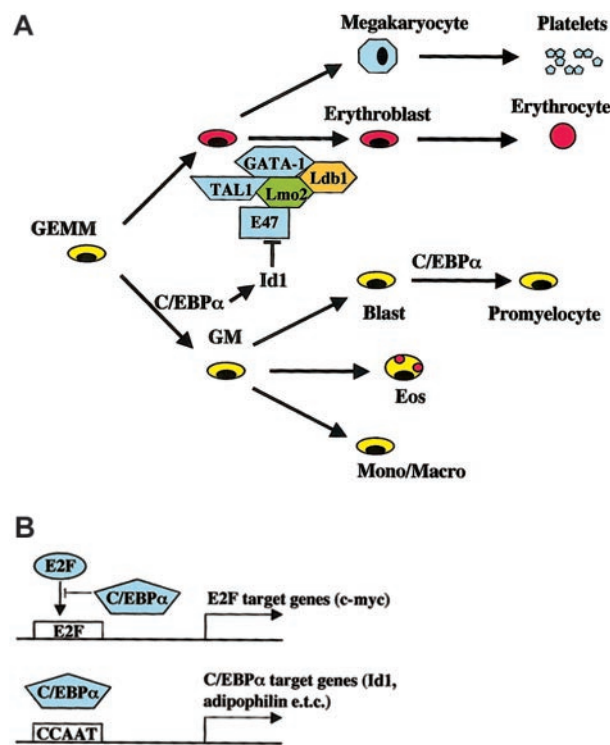 A
Megakaryocyte
Platelets
Erythroblast
Erythrocyte
GATA-1
Ldb1
TAL1
Lmo2
E47
GEMM
Id1
C/EBPα
C/EBPα
GM
Blast
Promyelocyte
Eos
Mono/Macro
B
E2F
C/EBPα
E2F target genes (c-myc)
E2F
C/EBPα
C/EBPα target genes (Id1,
adipophilin e.t.c.)
CCAAT